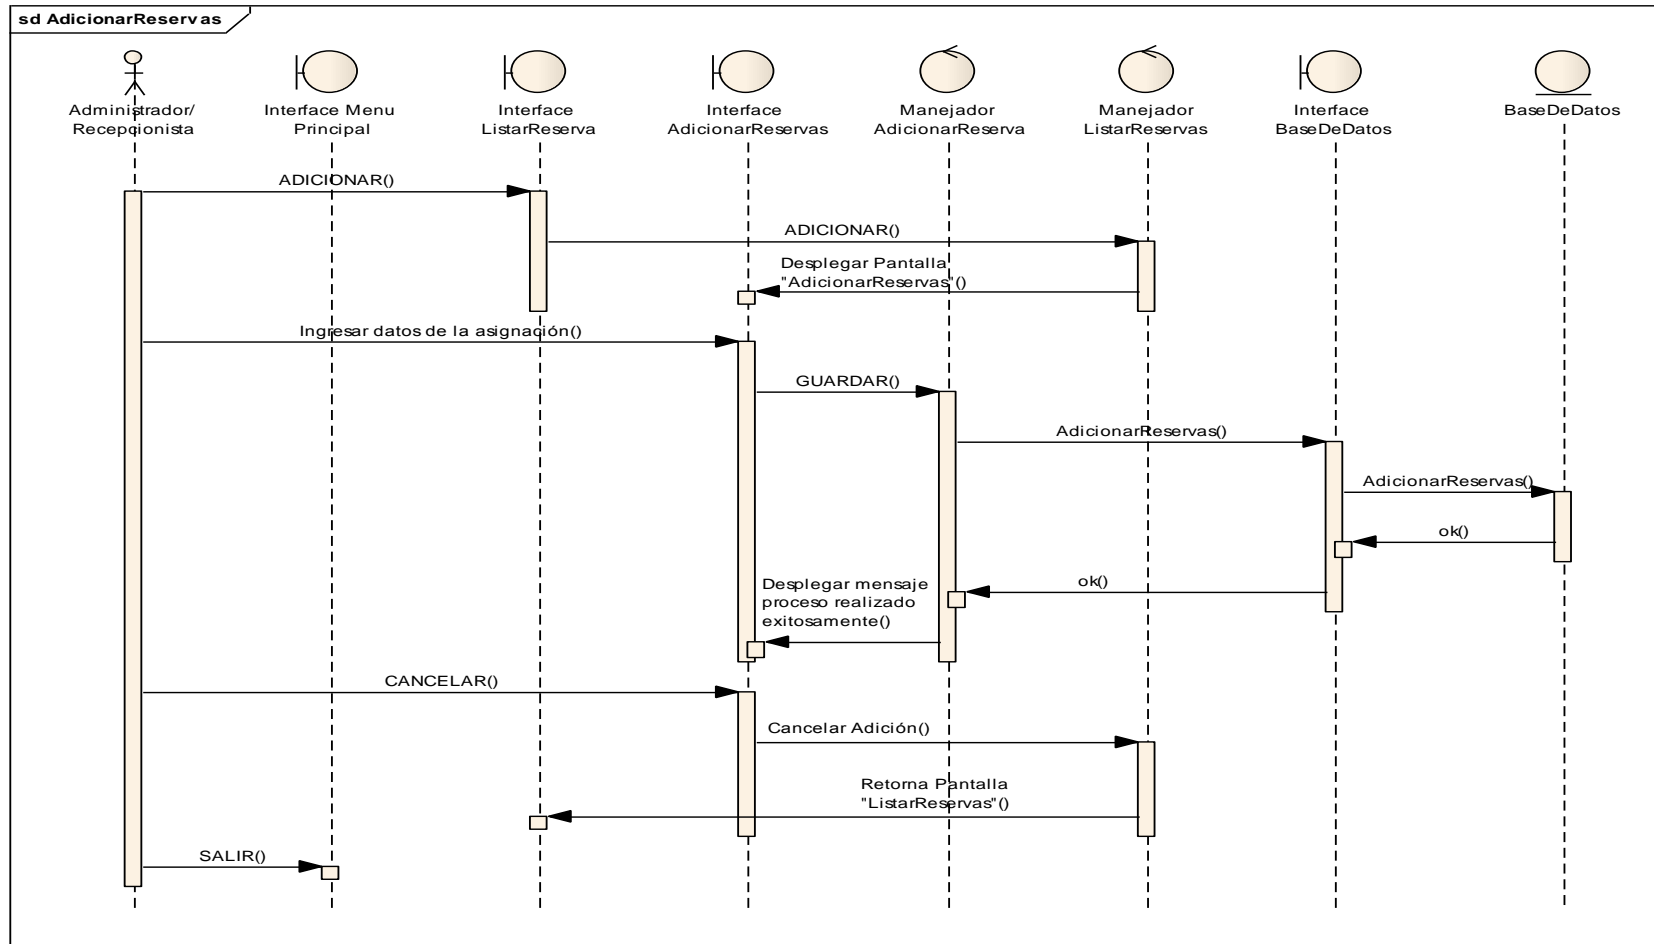 sd AdicionarReservas
Administrador/
Recepcionista
Interface Menu
Principal
Interface
ListarReserva
Interface
AdicionarReservas
Manejador
AdicionarReserva
Manejador
ListarReservas
Interface
BaseDeDatos
BaseDeDatos
ADICIONAR()
ADICIONAR()
Desplegar Pantalla
"AdicionarReservas"()
Ingresar datos de la asignación()
GUARDAR()
AdicionarReservas()
AdicionarReservas()
ok()
ok()
Desplegar mensaje
proceso realizado
exitosamente()
CANCELAR()
Cancelar Adición()
Retorna Pantalla
"ListarReservas"()
SALIR()